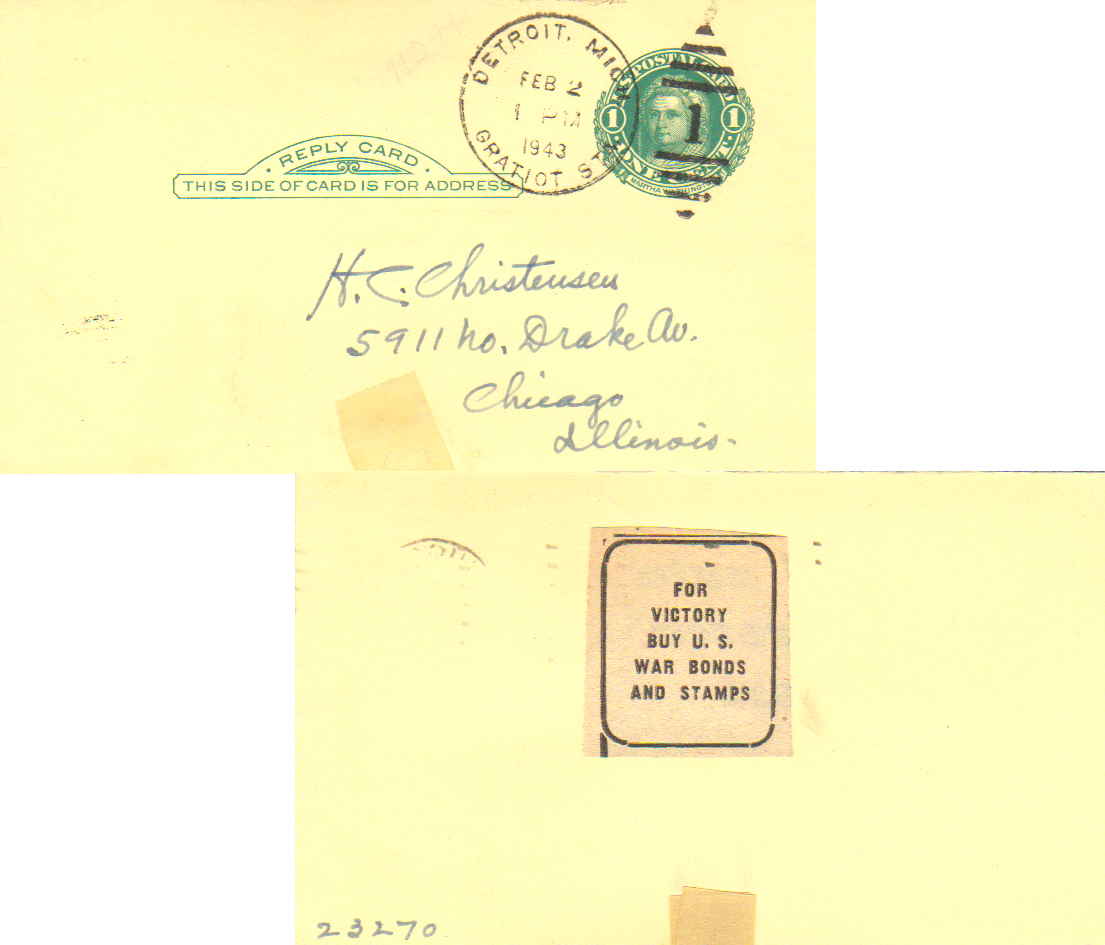 DETROIT, MICH
FEB 2
1 PM
1943
GRATIOT STA.
U.S. POSTAL CARD
1 1
1
ONE CENT
MARTHA WASHINGTON
REPLY CARD
THIS SIDE OF CARD IS FOR ADDRESS
H. C. Christensen
5911 No. Drake Av.
Chicago
Illinois-
FOR
VICTORY
BUY U. S.
WAR BONDS
AND STAMPS
23270